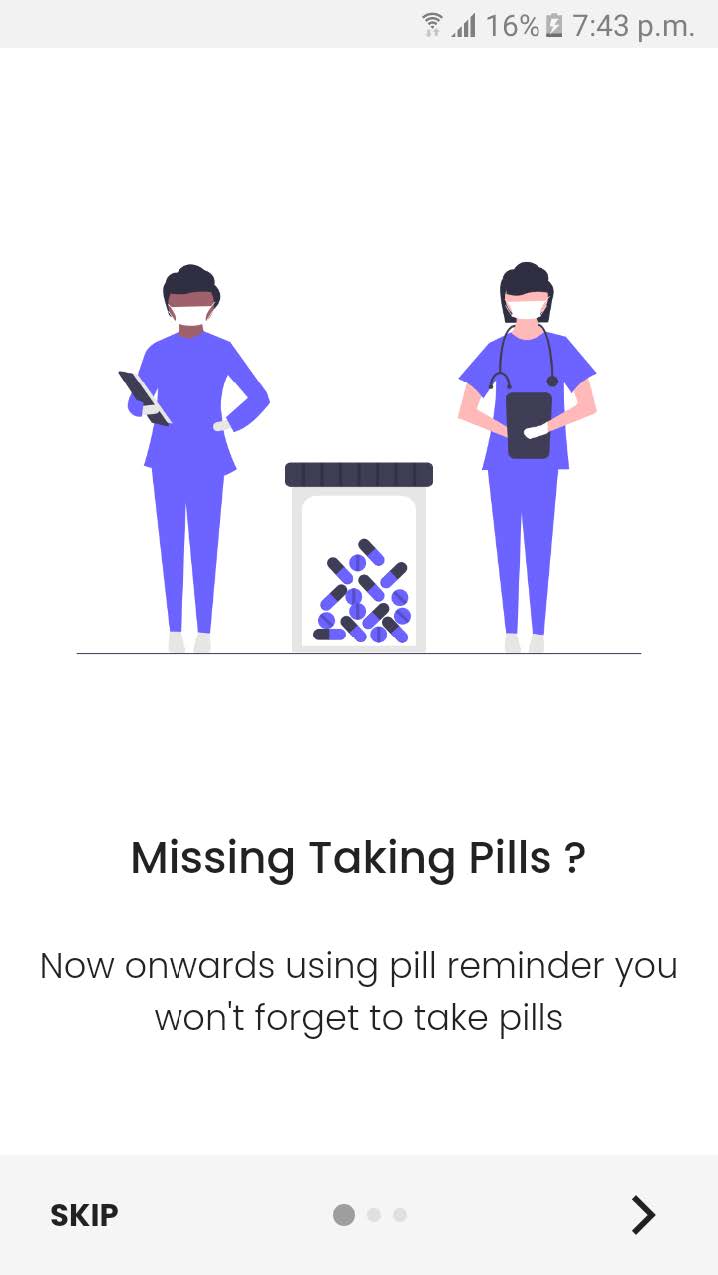 16% 7:43 p.m.
Missing Taking Pills ?
Now onwards using pill reminder you
won't forget to take pills
SKIP